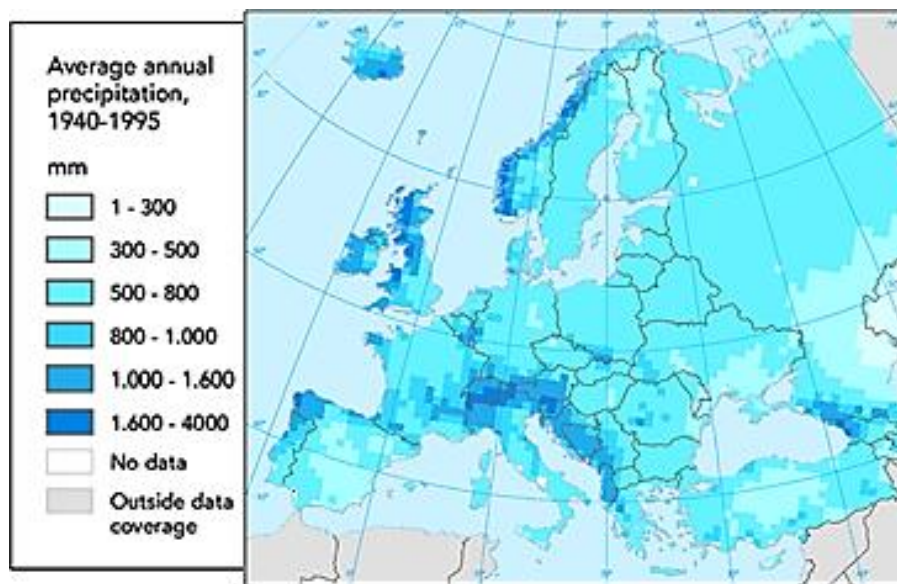 Average annual
precipitation,
1940-1995
mm
1 - 300
300 - 500
500 - 800
800 - 1.000
1.000 - 1.600
1.600 - 4000
No data
Outside data
coverage